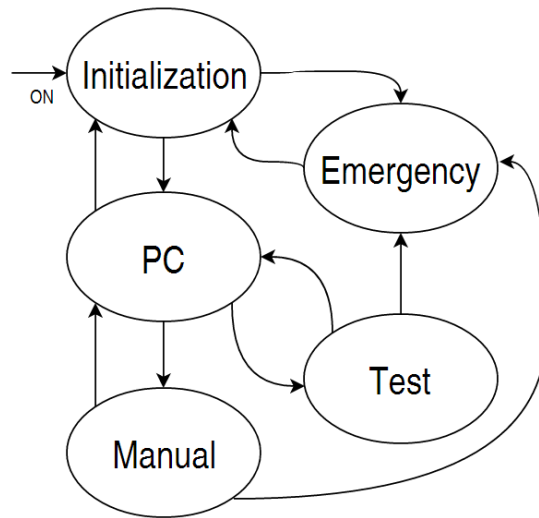 Initialization
ON
Emergency
PC
Test
Manual